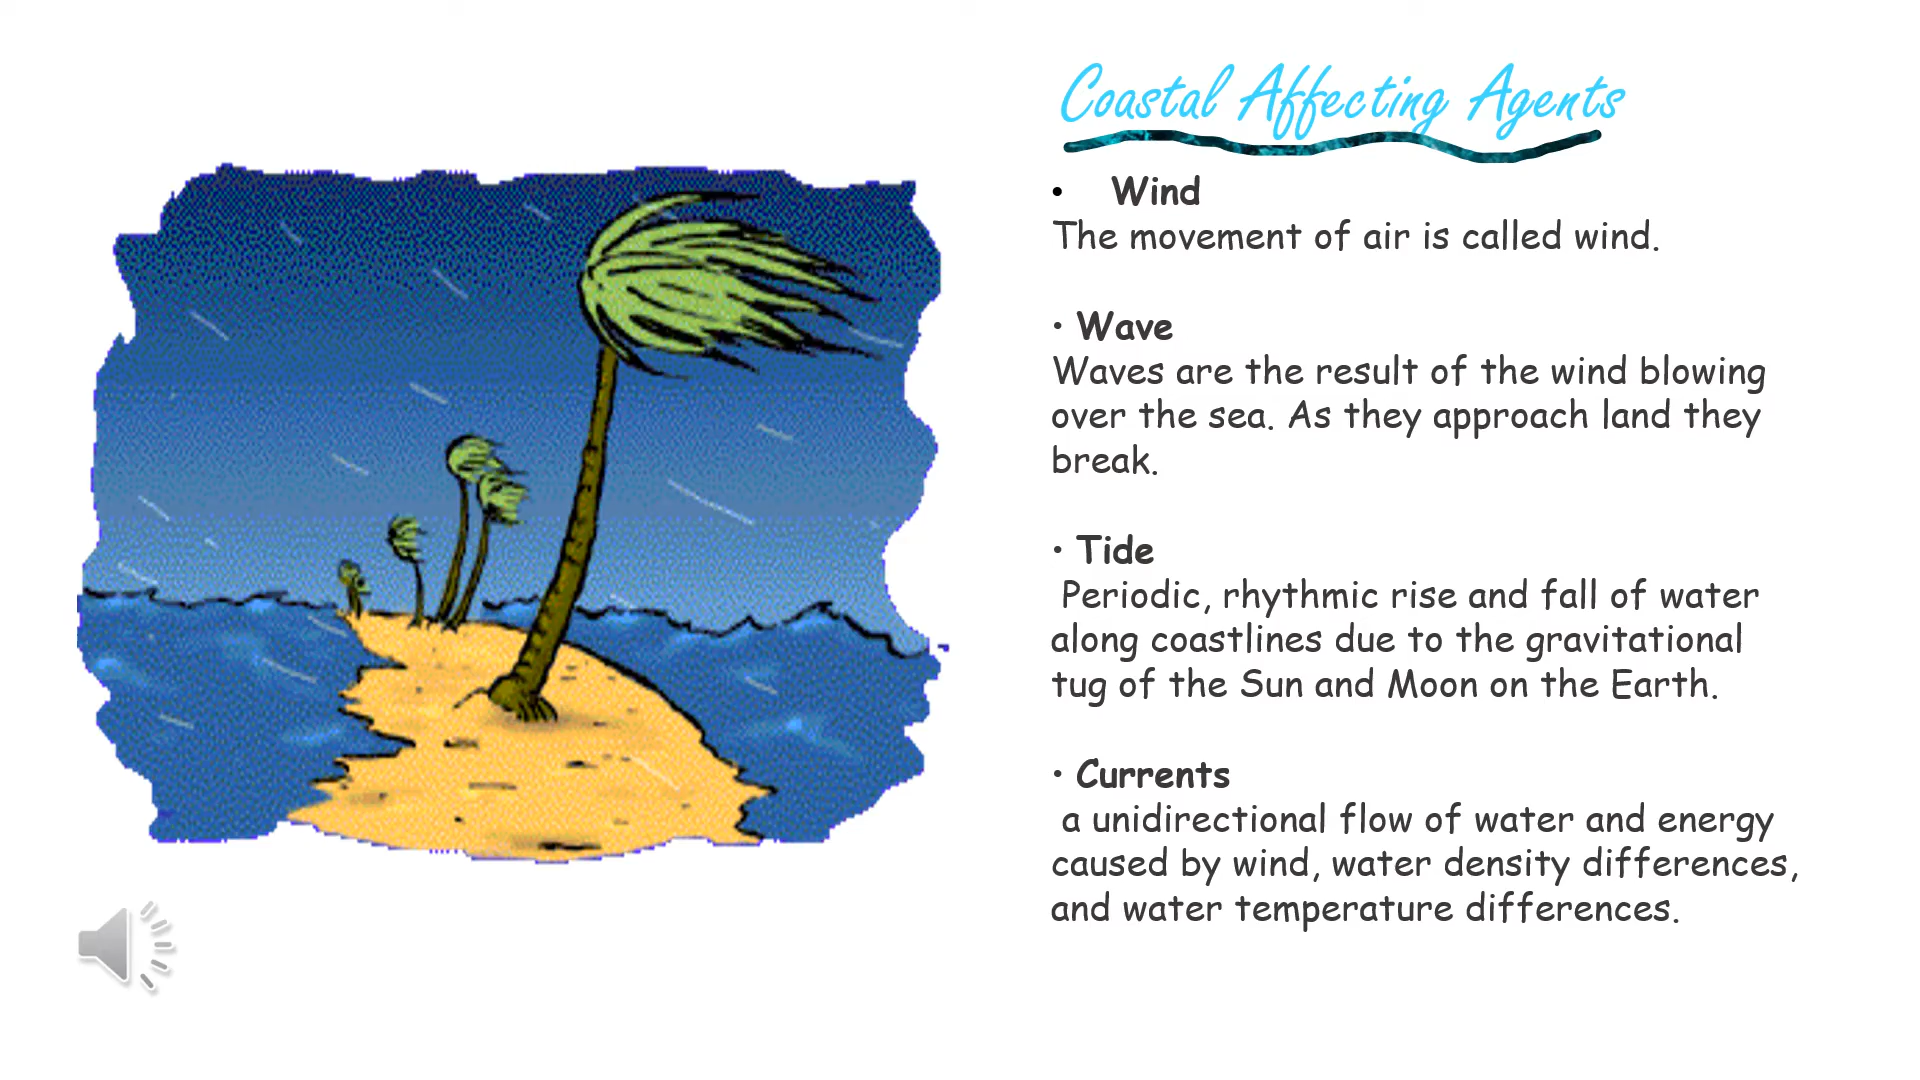 Coastal Affecting Agents
• Wind
The movement of air is called wind.
• Wave
Waves are the result of the wind blowing
over the sea. As they approach land they
break.
• Tide
Periodic, rhythmic rise and fall of water
along coastlines due to the gravitational
tug of the Sun and Moon on the Earth.
• Currents
a unidirectional flow of water and energy
caused by wind, water density differences,
and water temperature differences.